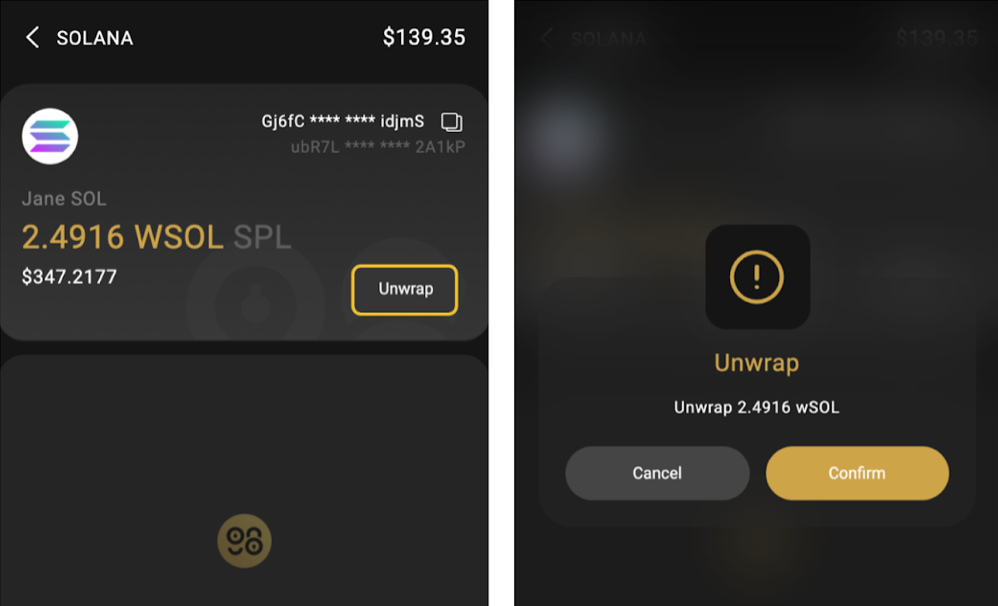 SOLANA $139.35
Gj6fC **** **** idjmS
ubR7L **** **** 2A1kP
Jane SOL
2.4916 WSOL SPL
$347.2177
Unwrap
SOLANA $139.35
Unwrap
Unwrap 2.4916 wSOL
Cancel Confirm